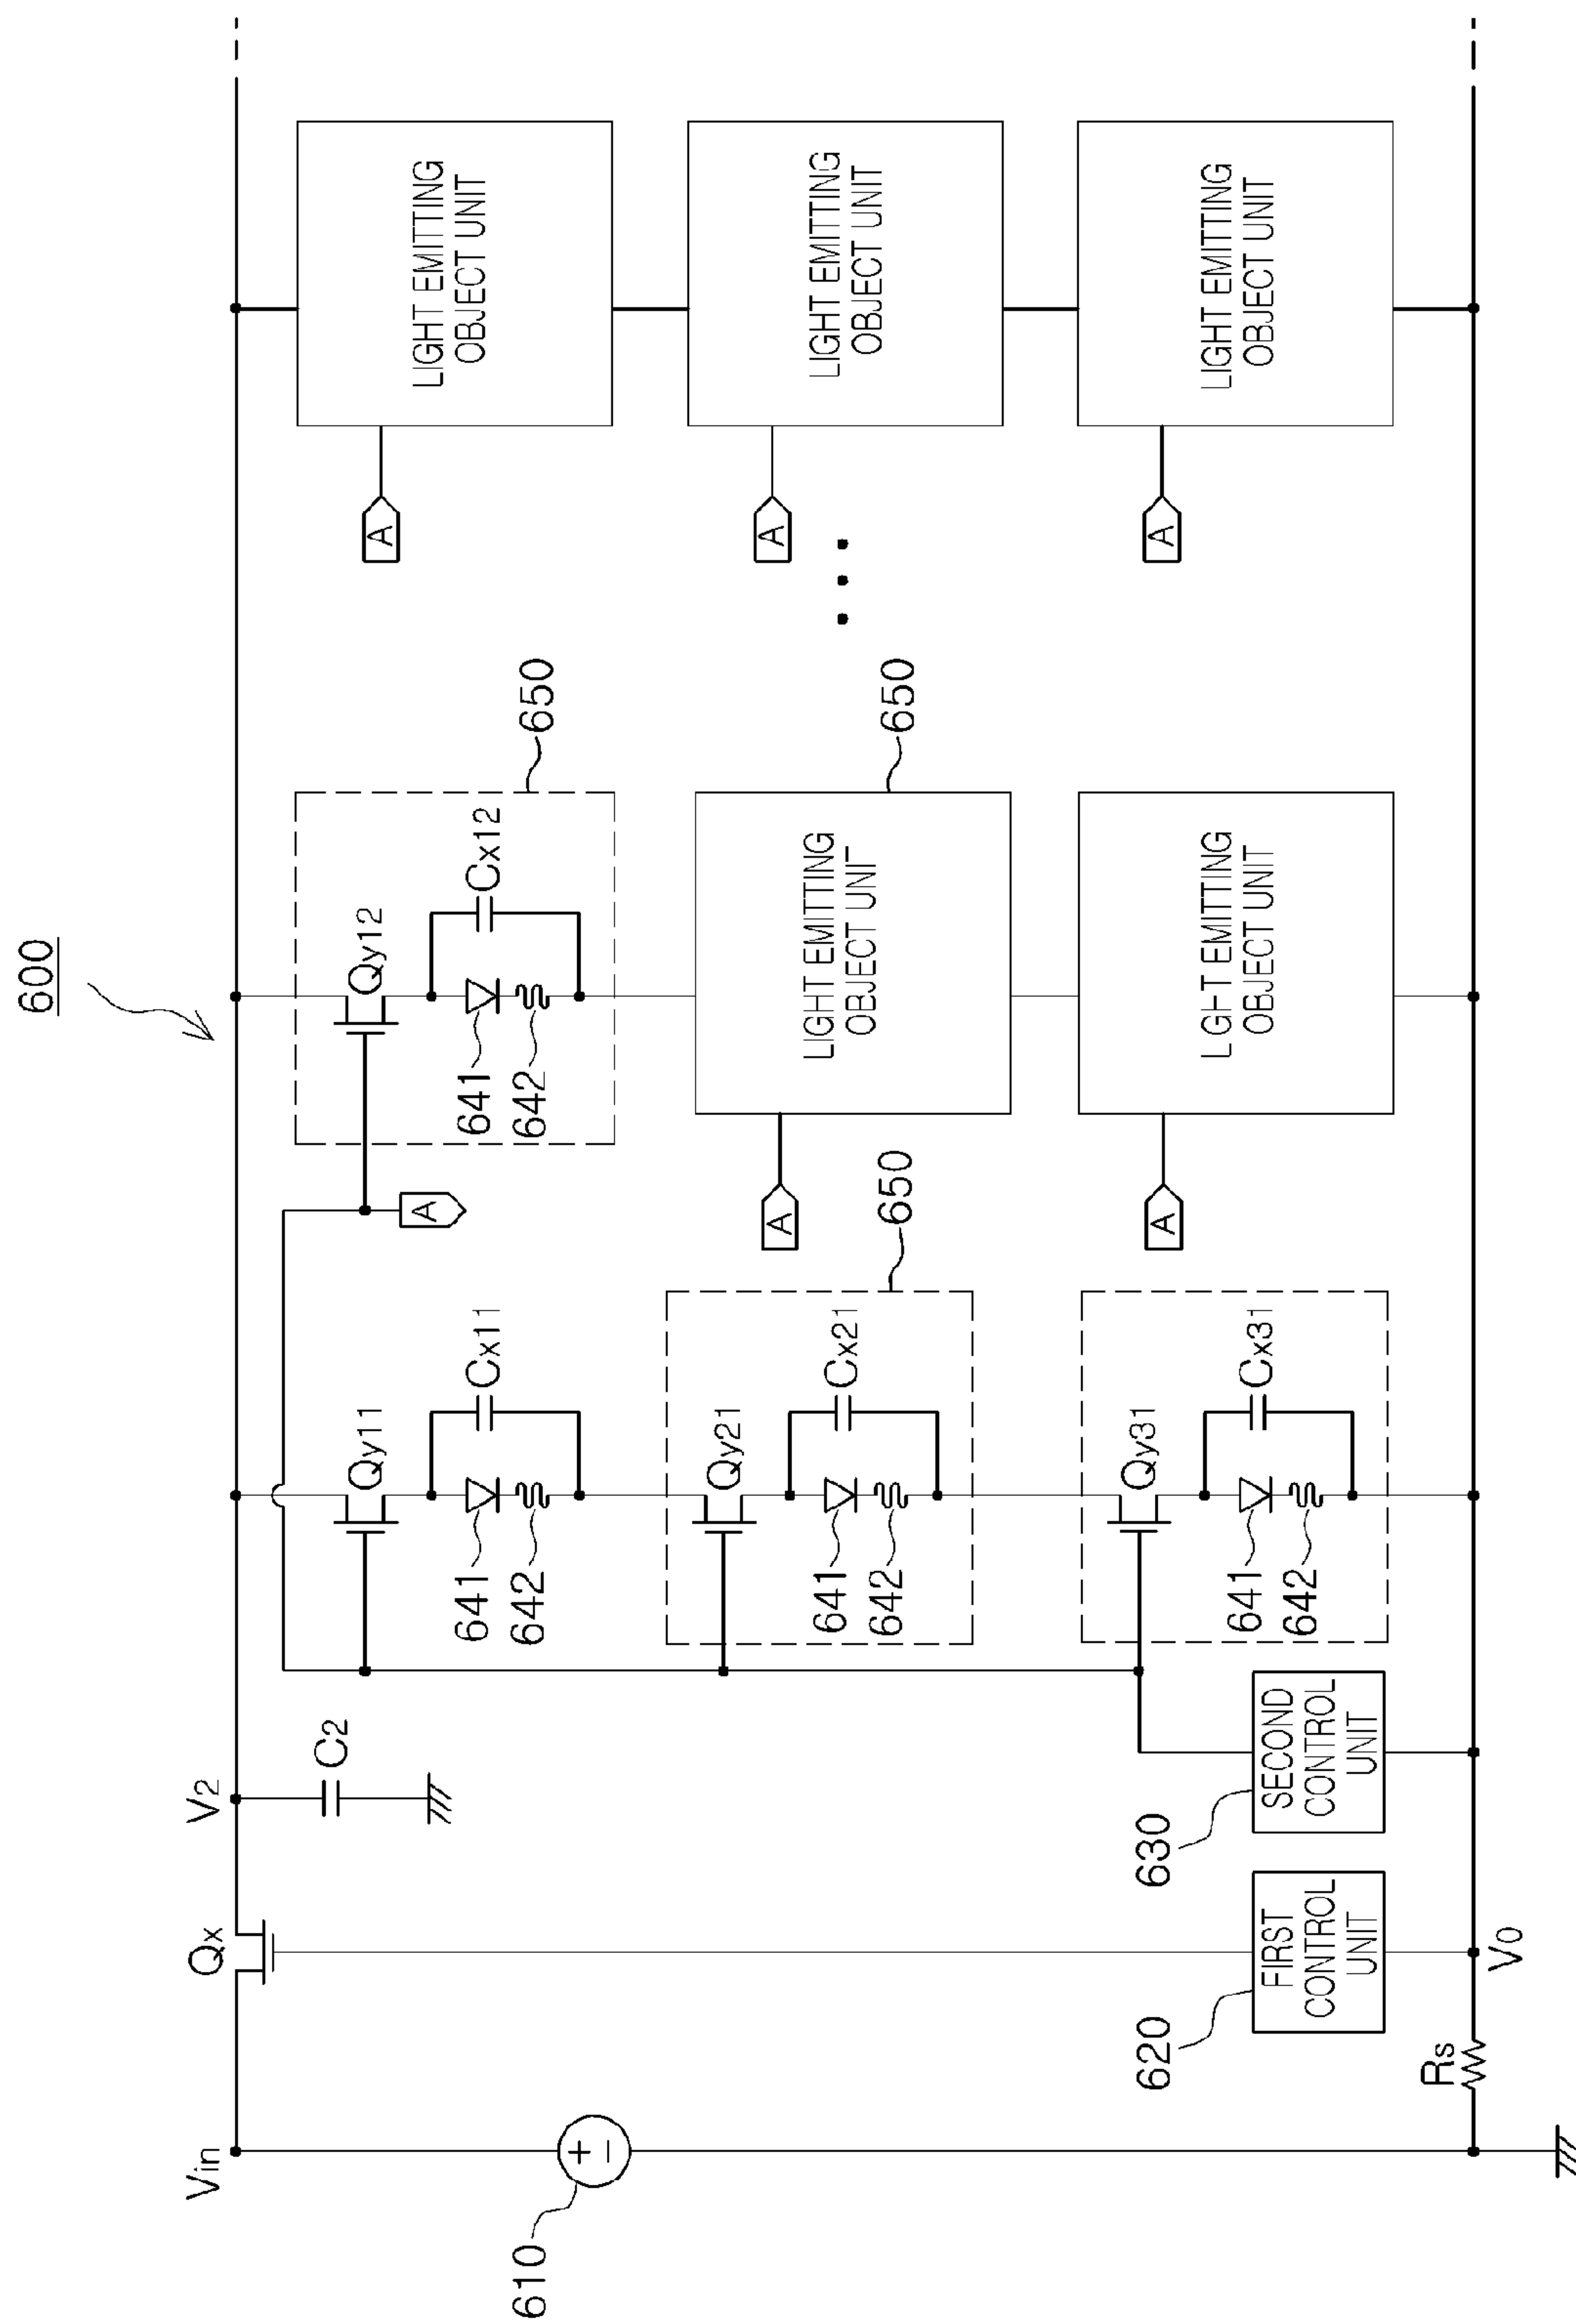 600
Vin
Qx
V2
C2
610
Qy11
Cx11
641
642
A
Qy12
Cx12
641
642
650
A
LIGHT EMITTING
OBJECT UNIT
Qy21
Cx21
641
642
650
A
LIGHT EMITTING
OBJECT UNIT
650
A
LIGHT EMITTING
OBJECT UNIT
620
FIRST
CONTROL
UNIT
630
SECOND
CONTROL
UNIT
Qy31
Cx31
641
642
A
LGHT EMITTING
OBJECT UNIT
A
LIGHT EMITTING
OBJECT UNIT
Rs
V0